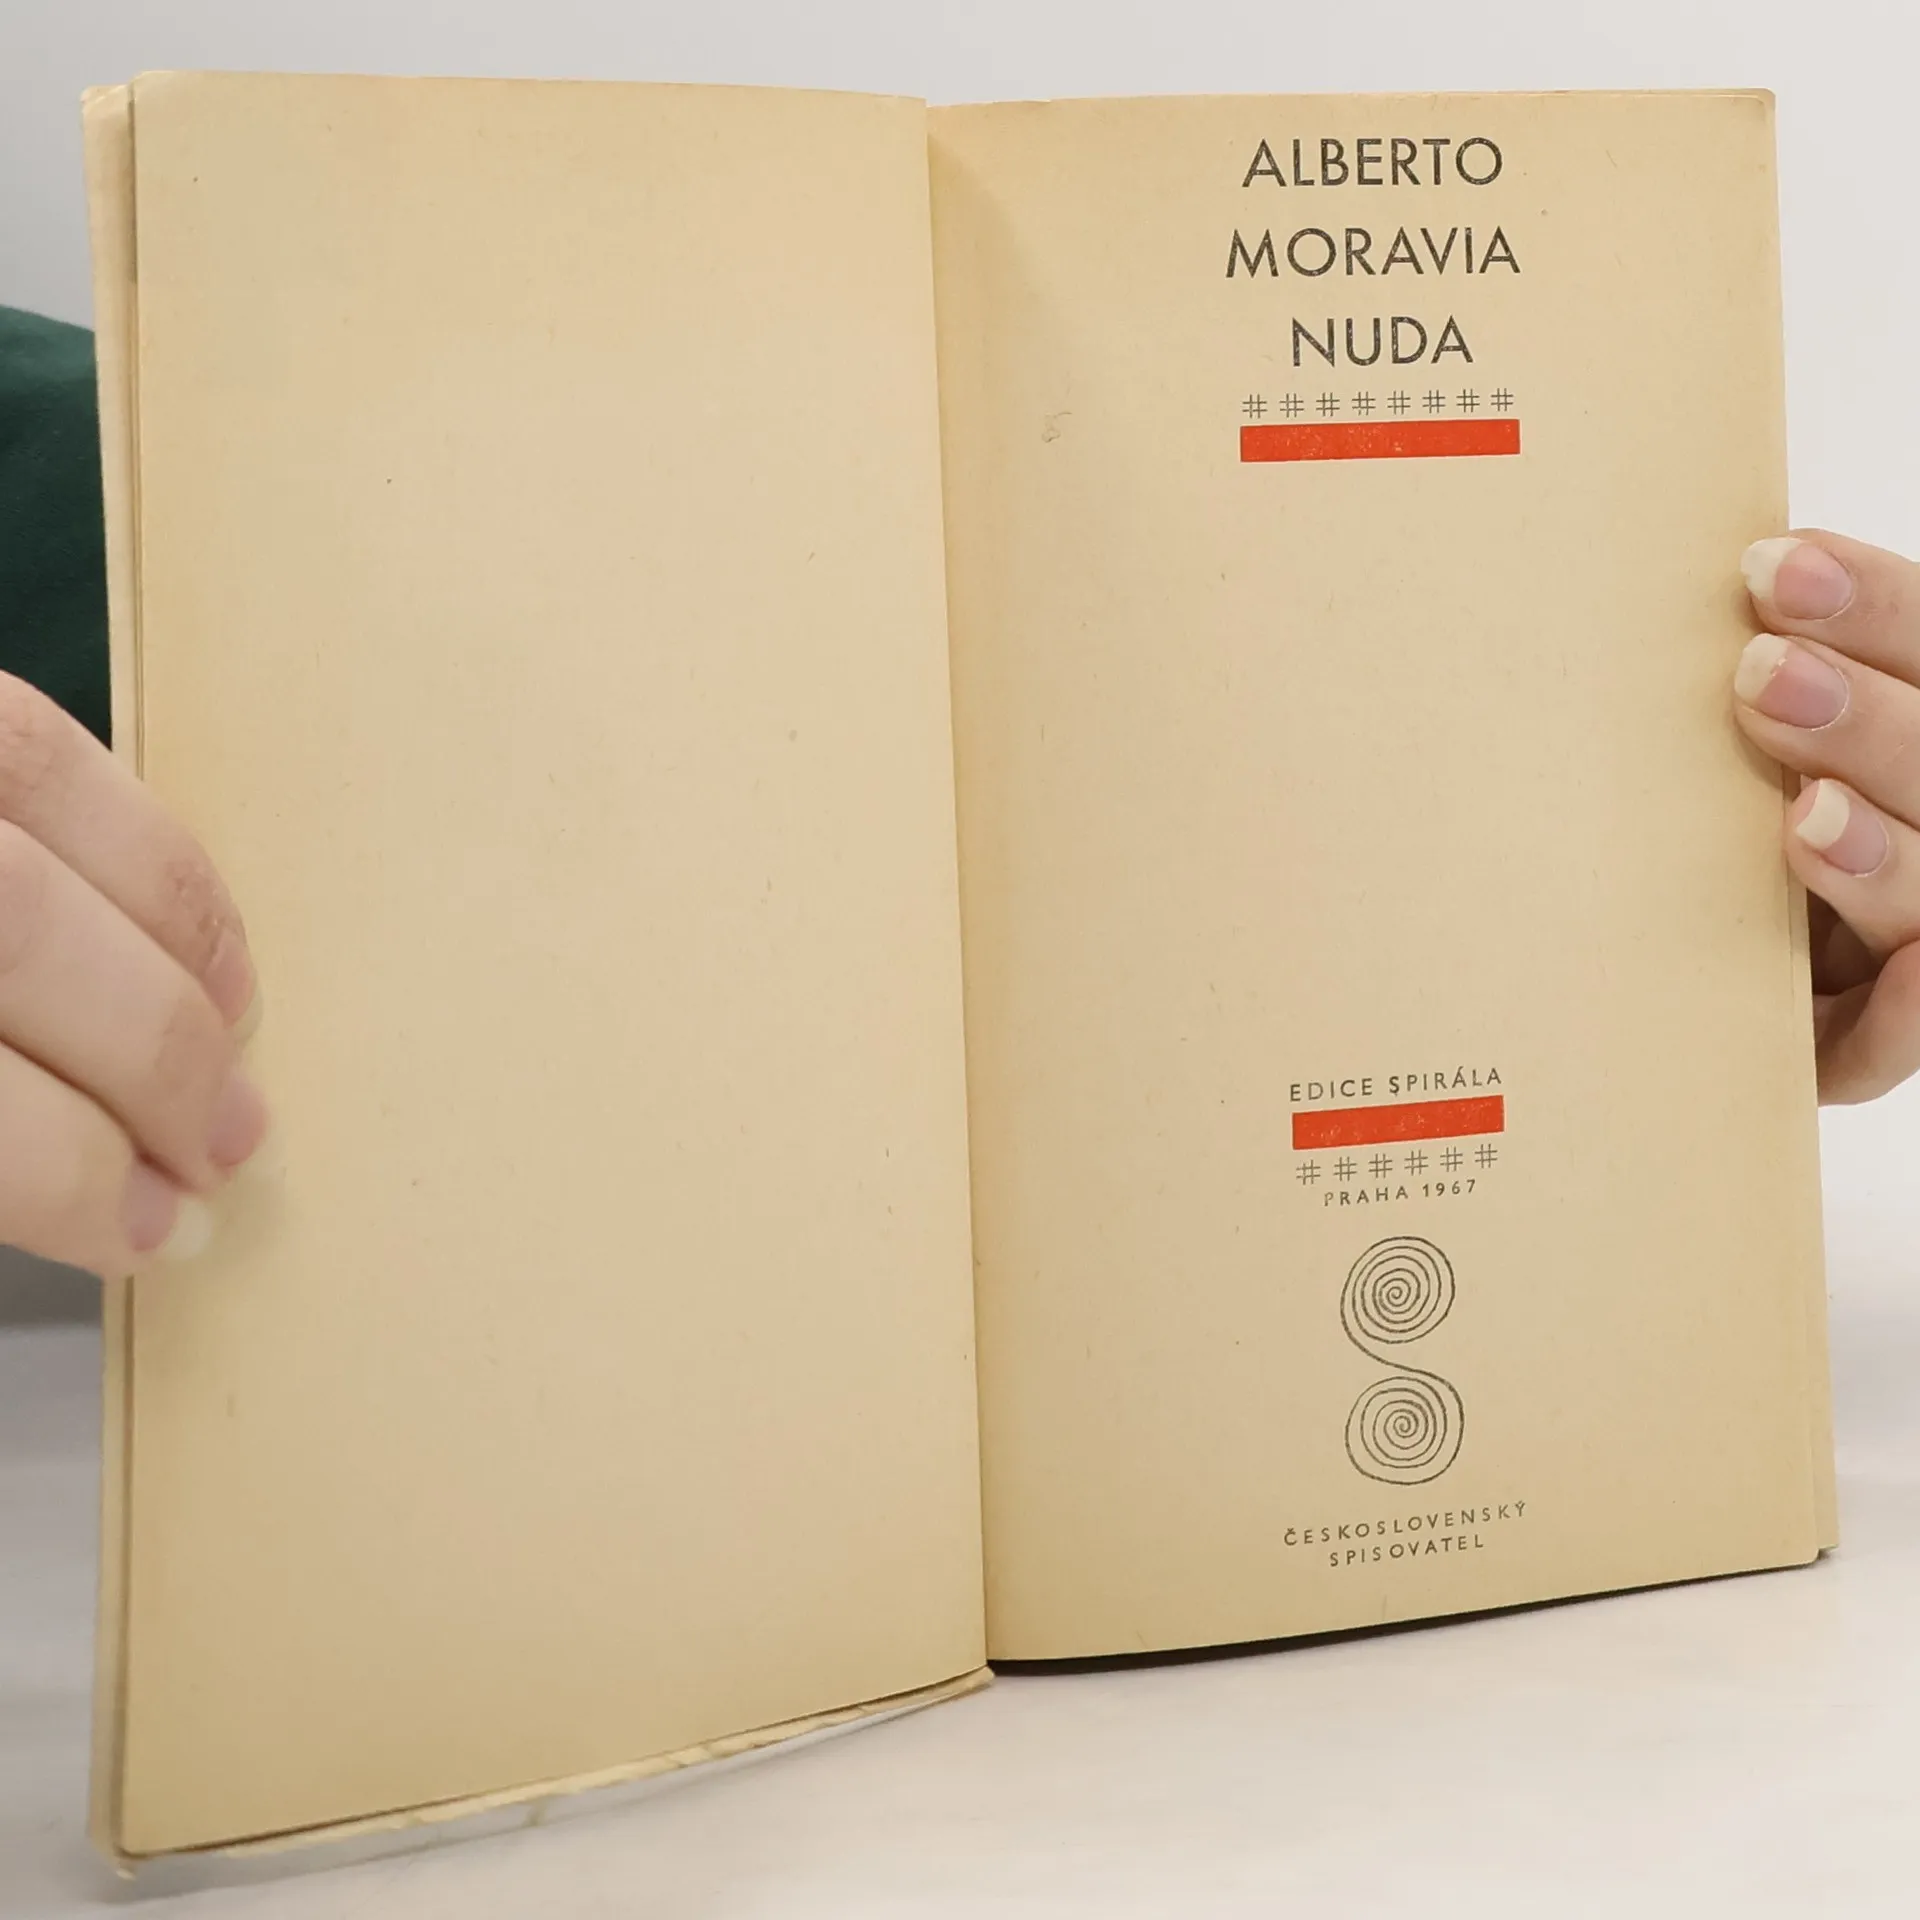 ALBERTO
MORAVIA
NUDA
########
EDICE SPIRÁLA
######
PRAHA 1967
ČESKOSLOVENSKÝ
SPISOVATEL